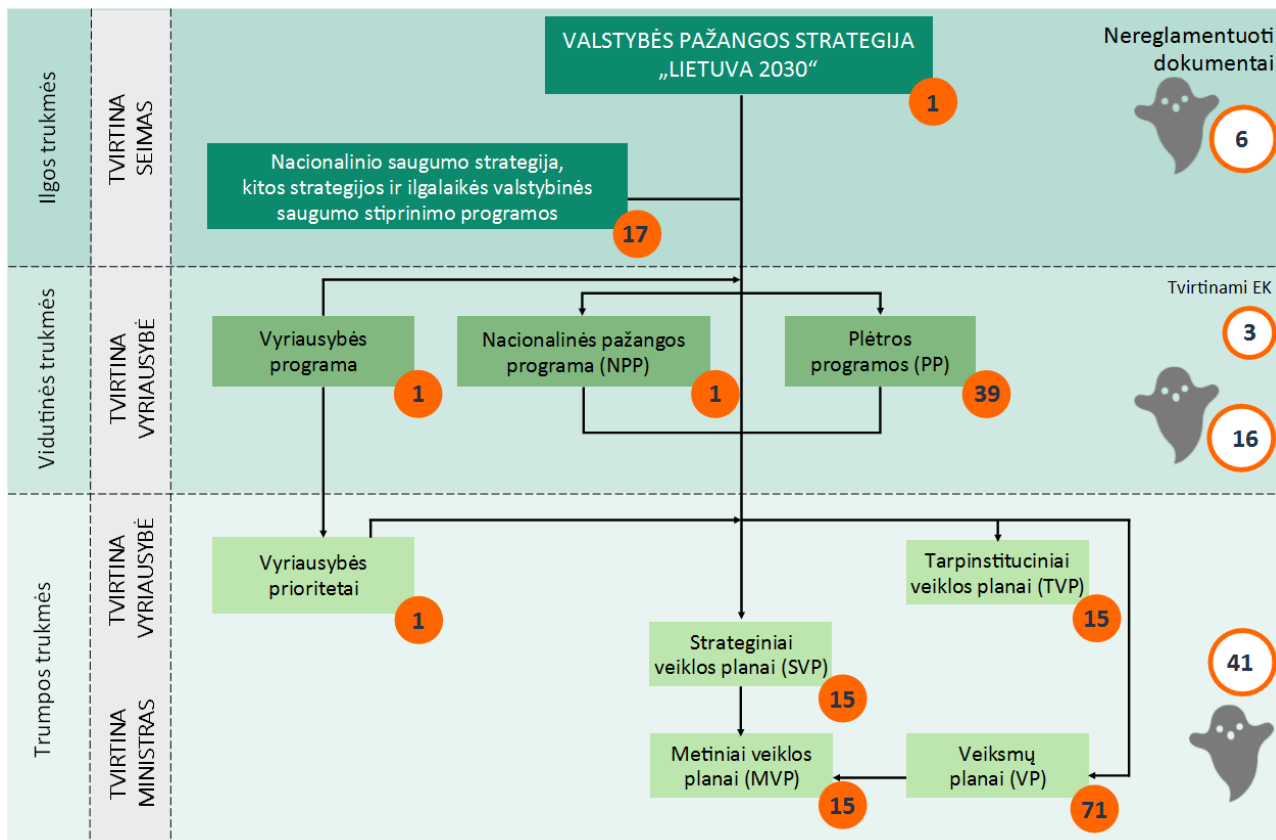 VALSTYBĖS PAŽANGOS STRATEGIJA
„LIETUVA 2030“
1
Nereglamentuoti
dokumentai
6
Ilgos trukmės
TVIRTINA
SEIMAS
Nacionalinio saugumo strategija,
kitos strategijos ir ilgalaikės valstybinės
saugumo stiprinimo programos
17
Vidutinės trukmės
TVIRTINA
VYRIAUSYBĖ
Vyriausybės
programa
1
Nacionalinės pažangos
programa (NPP)
1
Plėtros
programos (PP)
39
Tvirtinami EK
3
16
Trumpos trukmės
TVIRTINA
VYRIAUSYBĖ
Vyriausybės
prioritetai
1
Tarpinstituciniai
veiklos planai (TVP)
15
Strateginiai
veiklos planai (SVP)
15
41
TVIRTINA
MINISTRAS
Metiniai veiklos
planai (MVP)
15
Veiksmų
planai (VP)
71